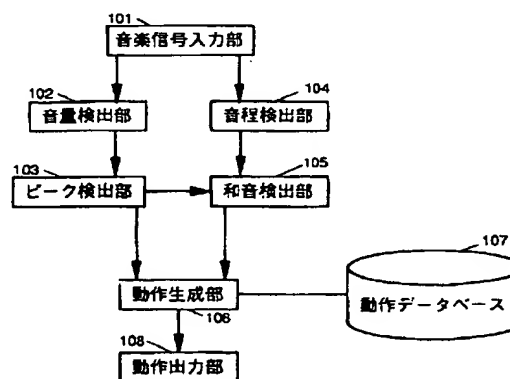 101
音楽信号入力部
102
音量検出部
104
音程検出部
103
ピーク検出部
105
和音検出部
107
動作データベース
動作生成部
106
108
動作出力部